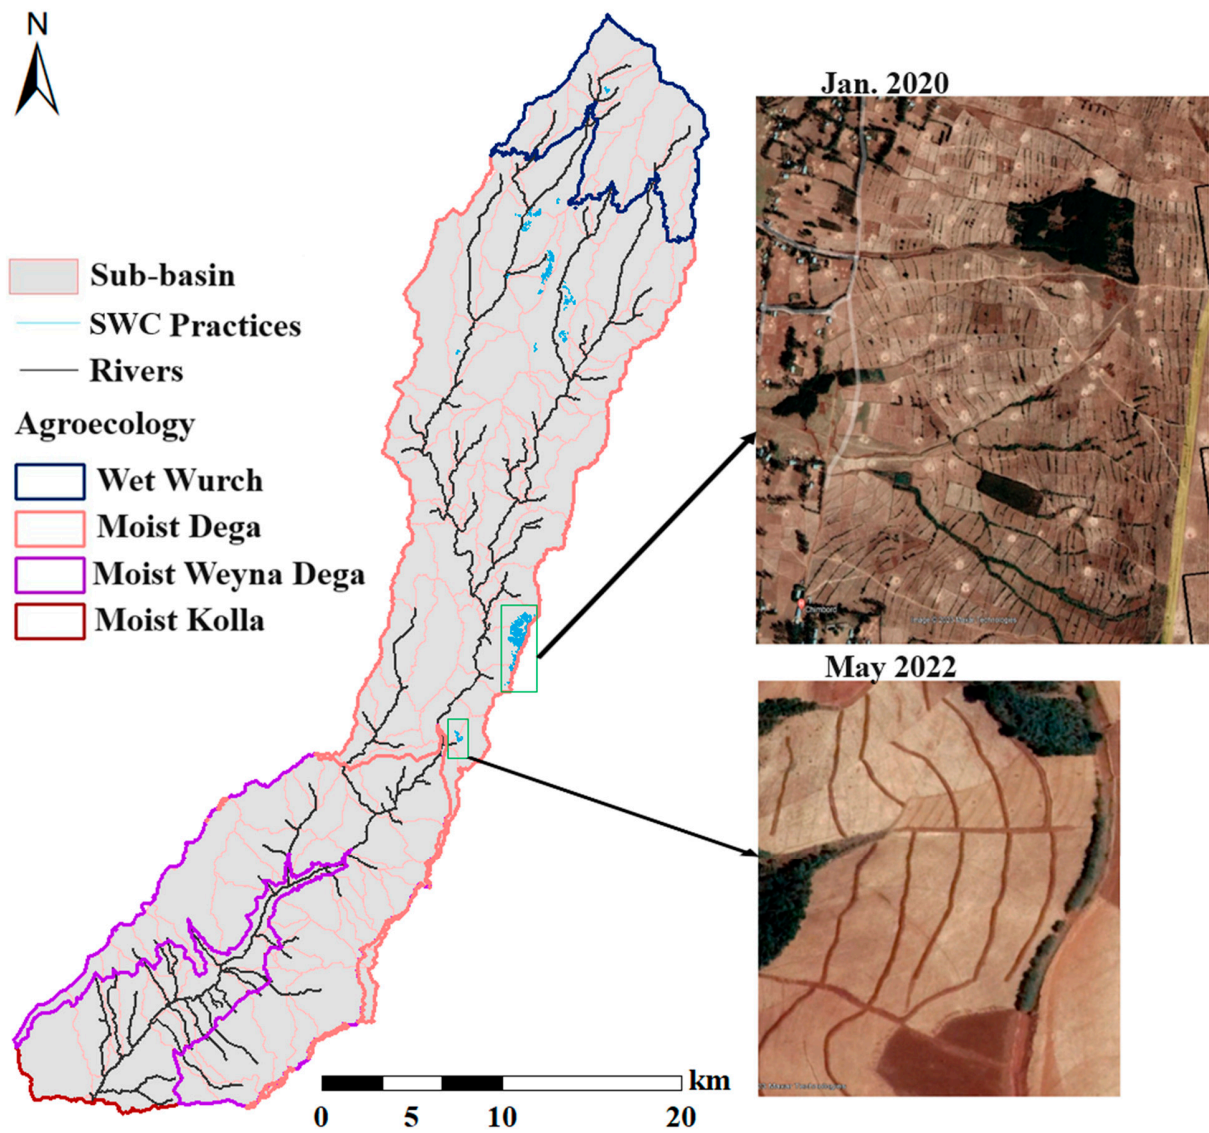 N
Jan. 2020
Sub-basin
SWC Practices
Rivers
Agroecology
Wet Wurch
Moist Dega
Moist Weyna Dega
Moist Kolla
Chimbord
May 2022
km
0 5 10 20